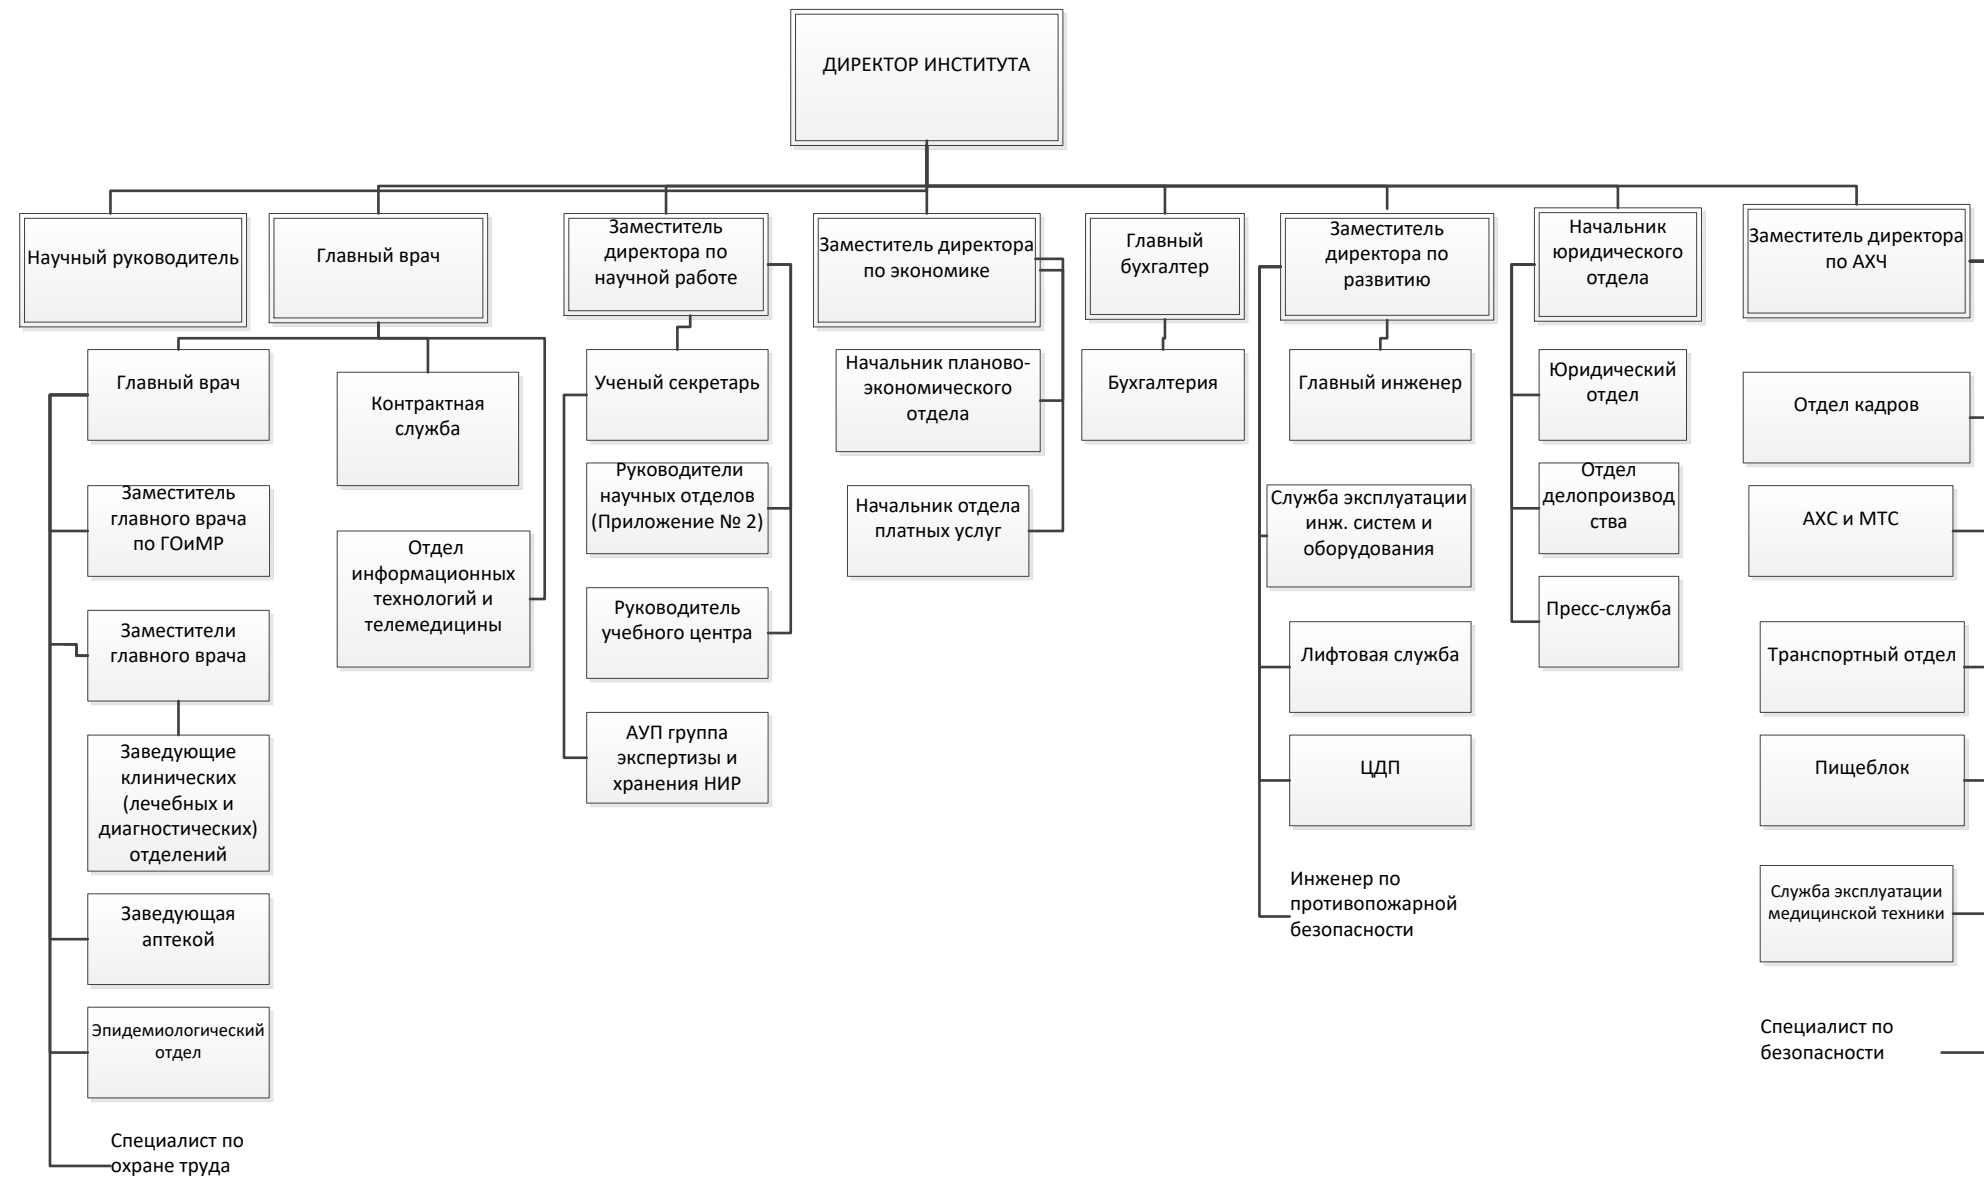 ДИРЕКТОР ИНСТИТУТА
Научный руководитель
Главный врач
Заместитель
директора по
научной работе
Заместитель директора
по экономике
Главный
бухгалтер
Заместитель
директора по
развитию
Начальник
юридического
отдела
Заместитель директора
по АХЧ
Главный врач
Заместитель
главного врача
по ГОиМР
Заместители
главного врача
Заведующие
клинических
(лечебных и
диагностических)
отделений
Заведующая
аптекой
Эпидемиологический
отдел
Специалист по
охране труда
Контрактная
служба
Отдел
информационных
технологий и
телемедицины
Ученый секретарь
Руководители
научных отделов
(Приложение № 2)
Руководитель
учебного центра
АУП группа
экспертизы и
хранения НИР
Начальник планово-
экономического
отдела
Начальник отдела
платных услуг
Бухгалтерия
Главный инженер
Служба эксплуатации
инж. систем и
оборудования
Лифтовая служба
ЦДП
Инженер по
противопожарной
безопасности
Юридический
отдел
Отдел
делопроизвод
ства
Пресс-служба
Отдел кадров
АХС и МТС
Транспортный отдел
Пищеблок
Служба эксплуатации
медицинской техники
Специалист по
безопасности